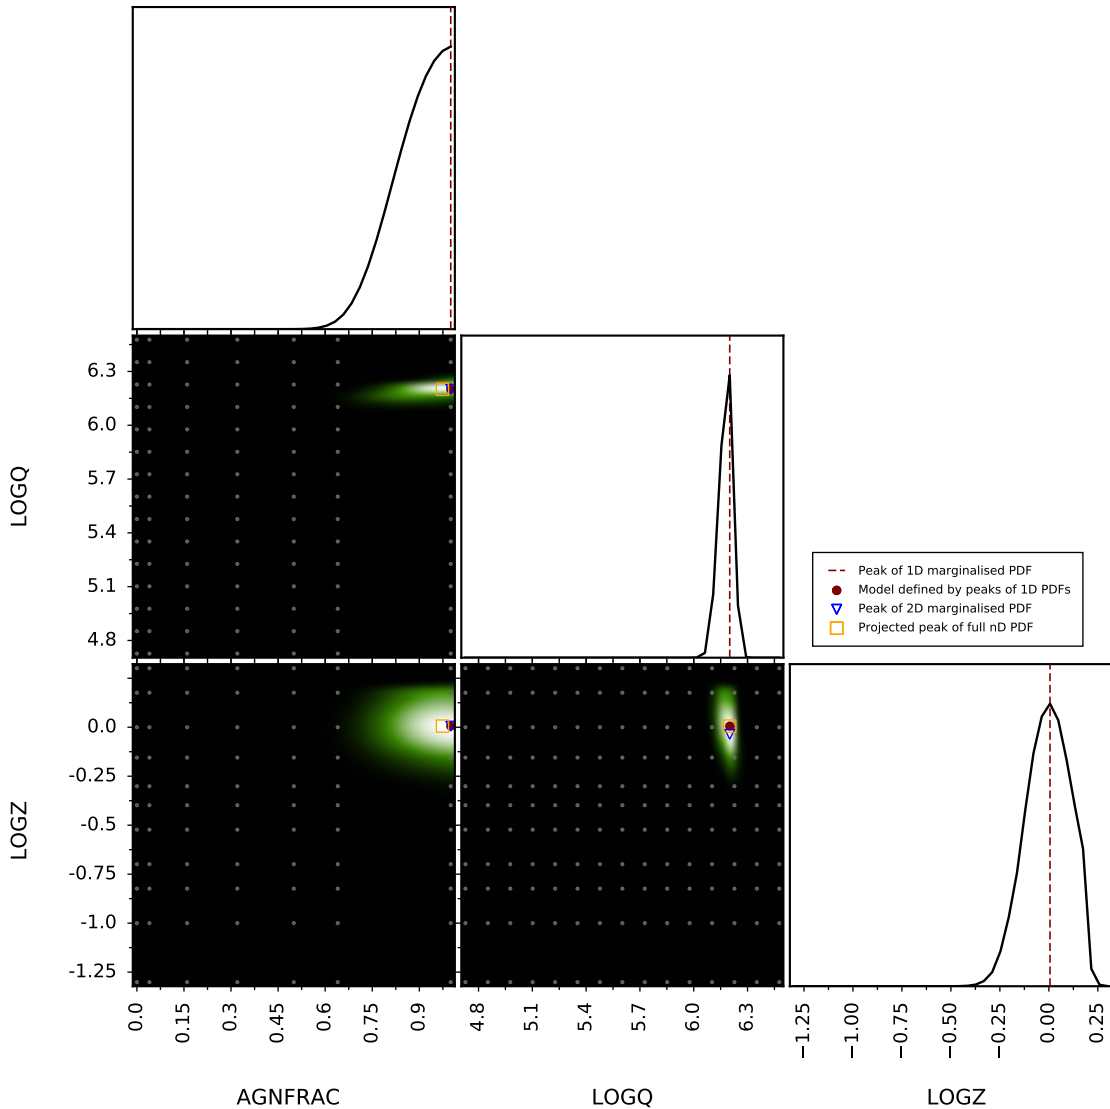 LOGQ
6.3
6.0
5.7
5.4
5.1
4.8
Peak of 1D marginalised PDF
Model defined by peaks of 1D PDFs
Peak of 2D marginalised PDF
Projected peak of full nD PDF
LOGZ
0.0
-0.25
-0.5
-0.75
-1.0
-1.25
0.0 0.15 0.3 0.45 0.6 0.75 0.9
4.8 5.1 5.4 5.7 6.0 6.3
−1.25 −1.00 −0.75 −0.50 −0.25 0.00 0.25
AGNFRAC LOGQ LOGZ